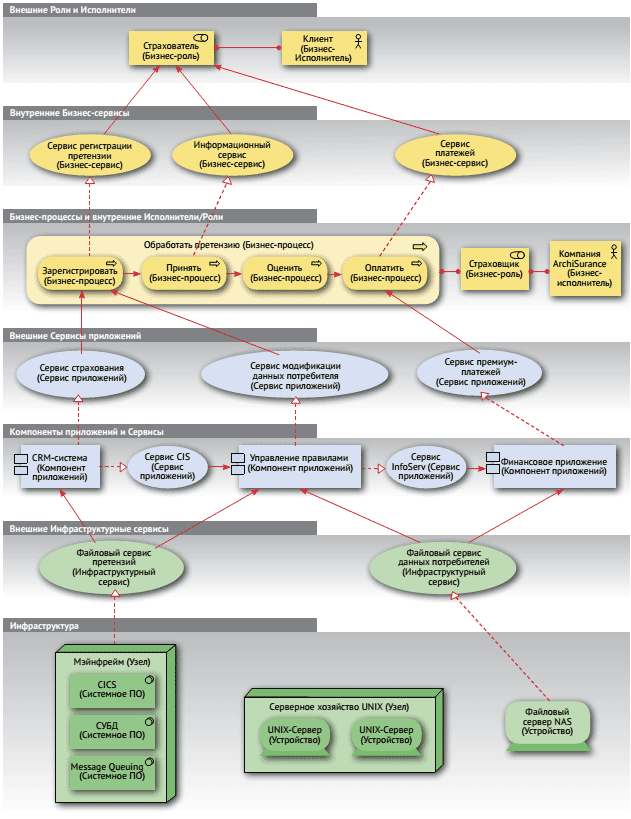 Внешние Роли и Исполнители
Страхователь
(Бизнес-роль)
Клиент
(Бизнес-
Исполнитель)
Внутренние Бизнес-сервисы
Сервис регистрации
претензии
(Бизнес-сервис)
Информационный
сервис
(Бизнес-сервис)
Сервис
платежей
(Бизнес-сервис)
Бизнес-процессы и внутренние Исполнители/Роли
Обработать претензию (Бизнес-процесс)
Зарегистрировать
(Бизнес-процесс)
Принять
(Бизнес-процесс)
Оценить
(Бизнес-процесс)
Оплатить
(Бизнес-процесс)
Страховщик
(Бизнес-роль)
Компания
ArchiSurance
(Бизнес-
исполнитель)
Внешние Сервисы приложений
Сервис страхования
(Сервис приложений)
Сервис модификации
данных потребителя
(Сервис приложений)
Сервис премиум-
платежей
(Сервис приложений)
Компоненты приложений и Сервисы
CRM-система
(Компонент
приложений)
Сервис CIS
(Сервис
приложений)
Управление правилами
(Компонент приложений)
Сервис
InfoServ (Сервис
приложений)
Финансовое приложение
(Компонент приложений)
Внешние Инфраструктурные сервисы
Файловый сервис
претензий
(Инфраструктурный
сервис)
Файловый сервис
данных потребителей
(Инфраструктурный
сервис)
Инфраструктура
Мэйнфрейм (Узел)
CICS
(Системное ПО)
СУБД
(Системное ПО)
Message Queuing
(Системное ПО)
Серверное хозяйство UNIX (Узел)
UNIX-Сервер
(Устройство)
UNIX-Сервер
(Устройство)
Файловый
сервер NAS
(Устройство)